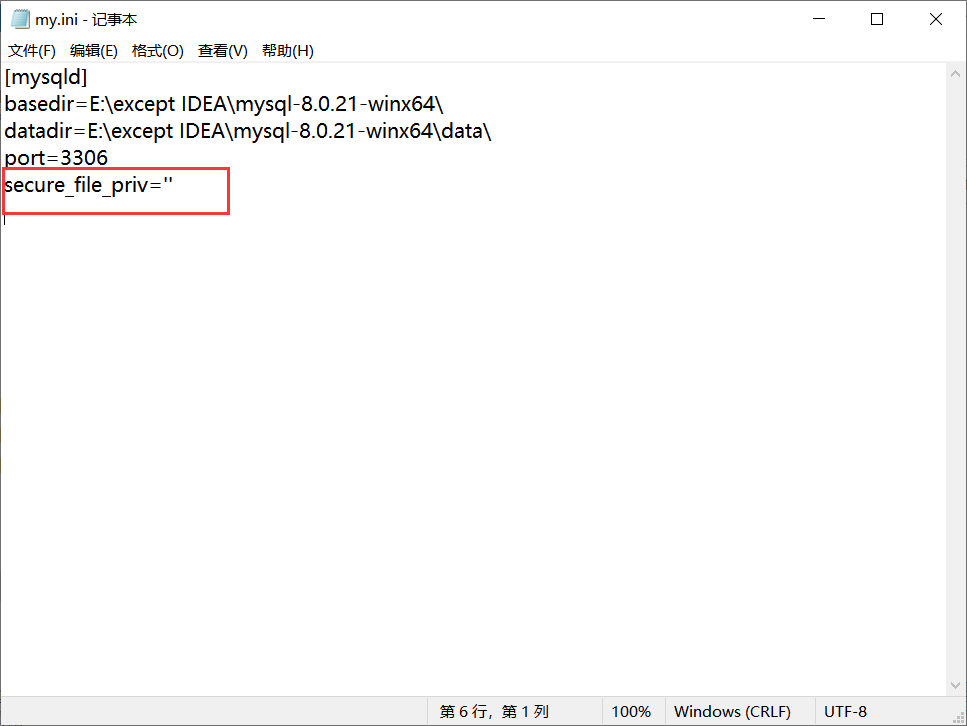 my.ini - 记事本
文件(F) 编辑(E) 格式(O) 查看(V) 帮助(H)
[mysqld]
basedir=E:\except IDEA\mysql-8.0.21-winx64\
datadir=E:\except IDEA\mysql-8.0.21-winx64\data\
port=3306
secure_file_priv=''
第 6 行，第 1 列 100% Windows (CRLF) UTF-8